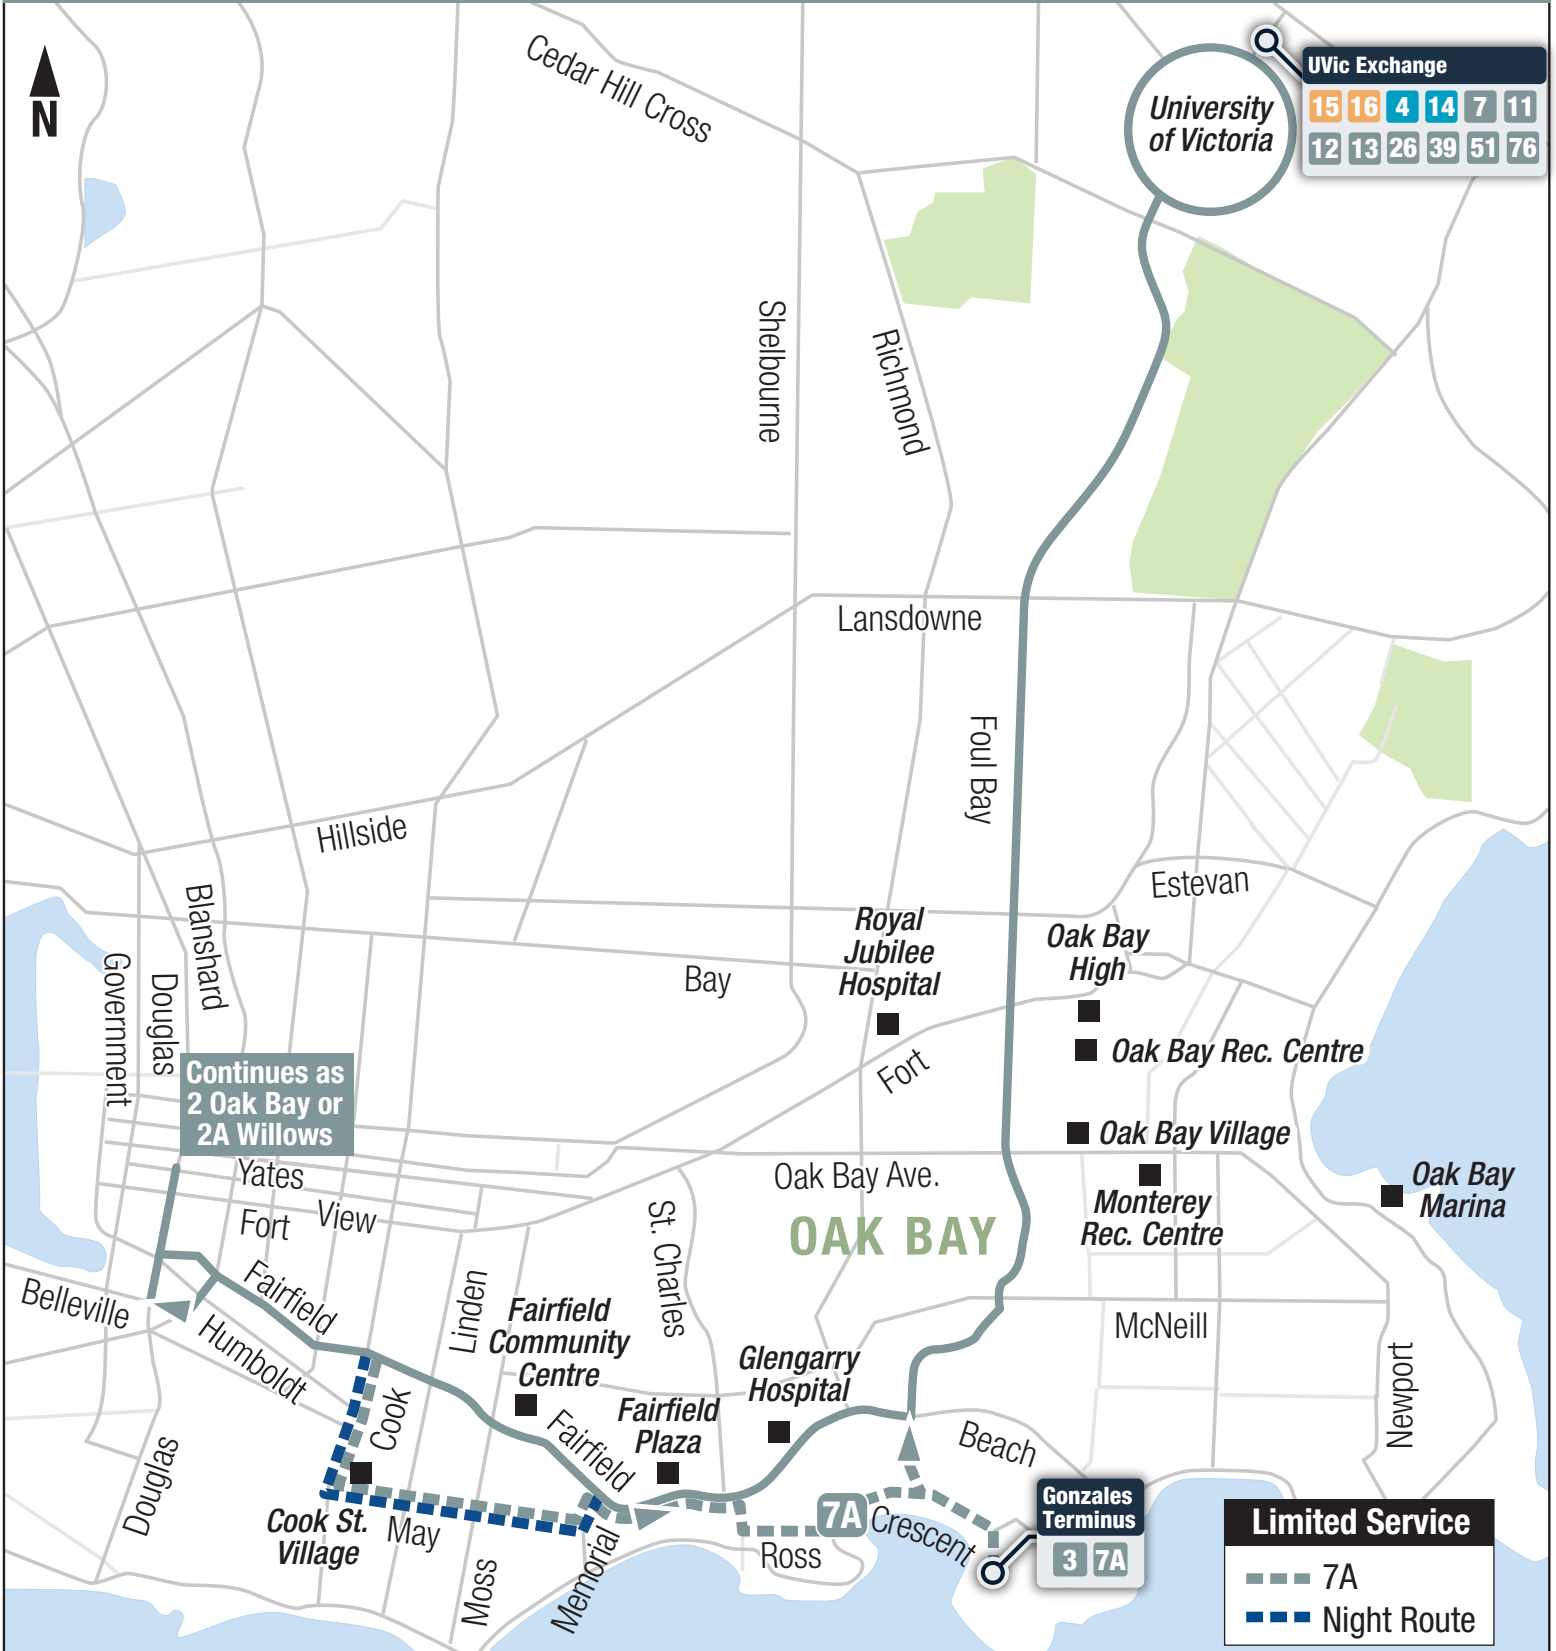 N
Cedar Hill Cross
University
of Victoria
UVic Exchange
15 16 4 14 7 11
12 13 26 39 51 76
Shelbourne
Richmond
Lansdowne
Foul Bay
Hillside
Estevan
Blanshard
Government
Douglas
Bay
Royal
Jubilee
Hospital
Oak Bay
High
Oak Bay Rec. Centre
Fort
Continues as
2 Oak Bay or
2A Willows
Oak Bay Village
Yates
Oak Bay Ave.
Monterey
Rec. Centre
Oak Bay
Marina
Fort
View
St. Charles
OAK BAY
Belleville
Fairfield
Humboldt
Linden
Fairfield
Community
Centre
McNeill
Glengarry
Hospital
Newport
Cook
Fairfield
Fairfield
Plaza
Beach
Douglas
Cook St.
Village
May
Moss
Memorial
7A
Ross
Crescent
Gonzales
Terminus
3 7A
Limited Service
7A
Night Route